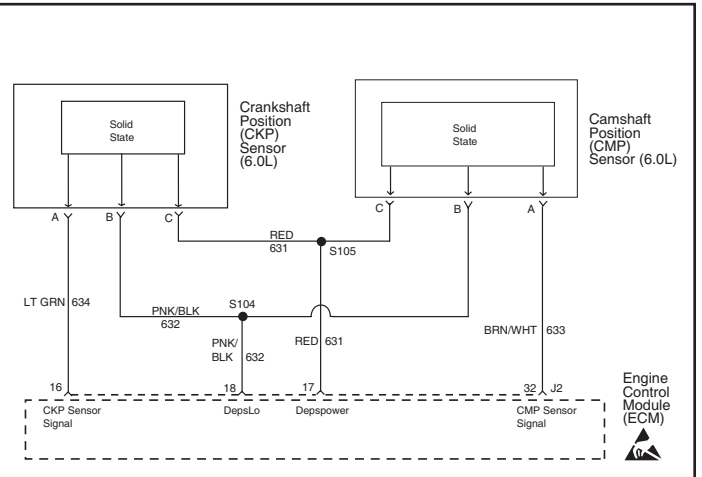 Crankshaft
Position
(CKP)
Sensor
(6.0L)
Solid
State
Camshaft
Position
(CMP)
Sensor (6.0L)
Solid
State
A
B
C
C
B
A
RED
631
S105
LT GRN
634
PNK/BLK
632
S104
PNK/
BLK
632
RED
631
BRN/WHT
633
16
18
17
32
J2
CKP Sensor
Signal
DepsLo
Depspower
CMP Sensor
Signal
Engine
Control
Module
(ECM)